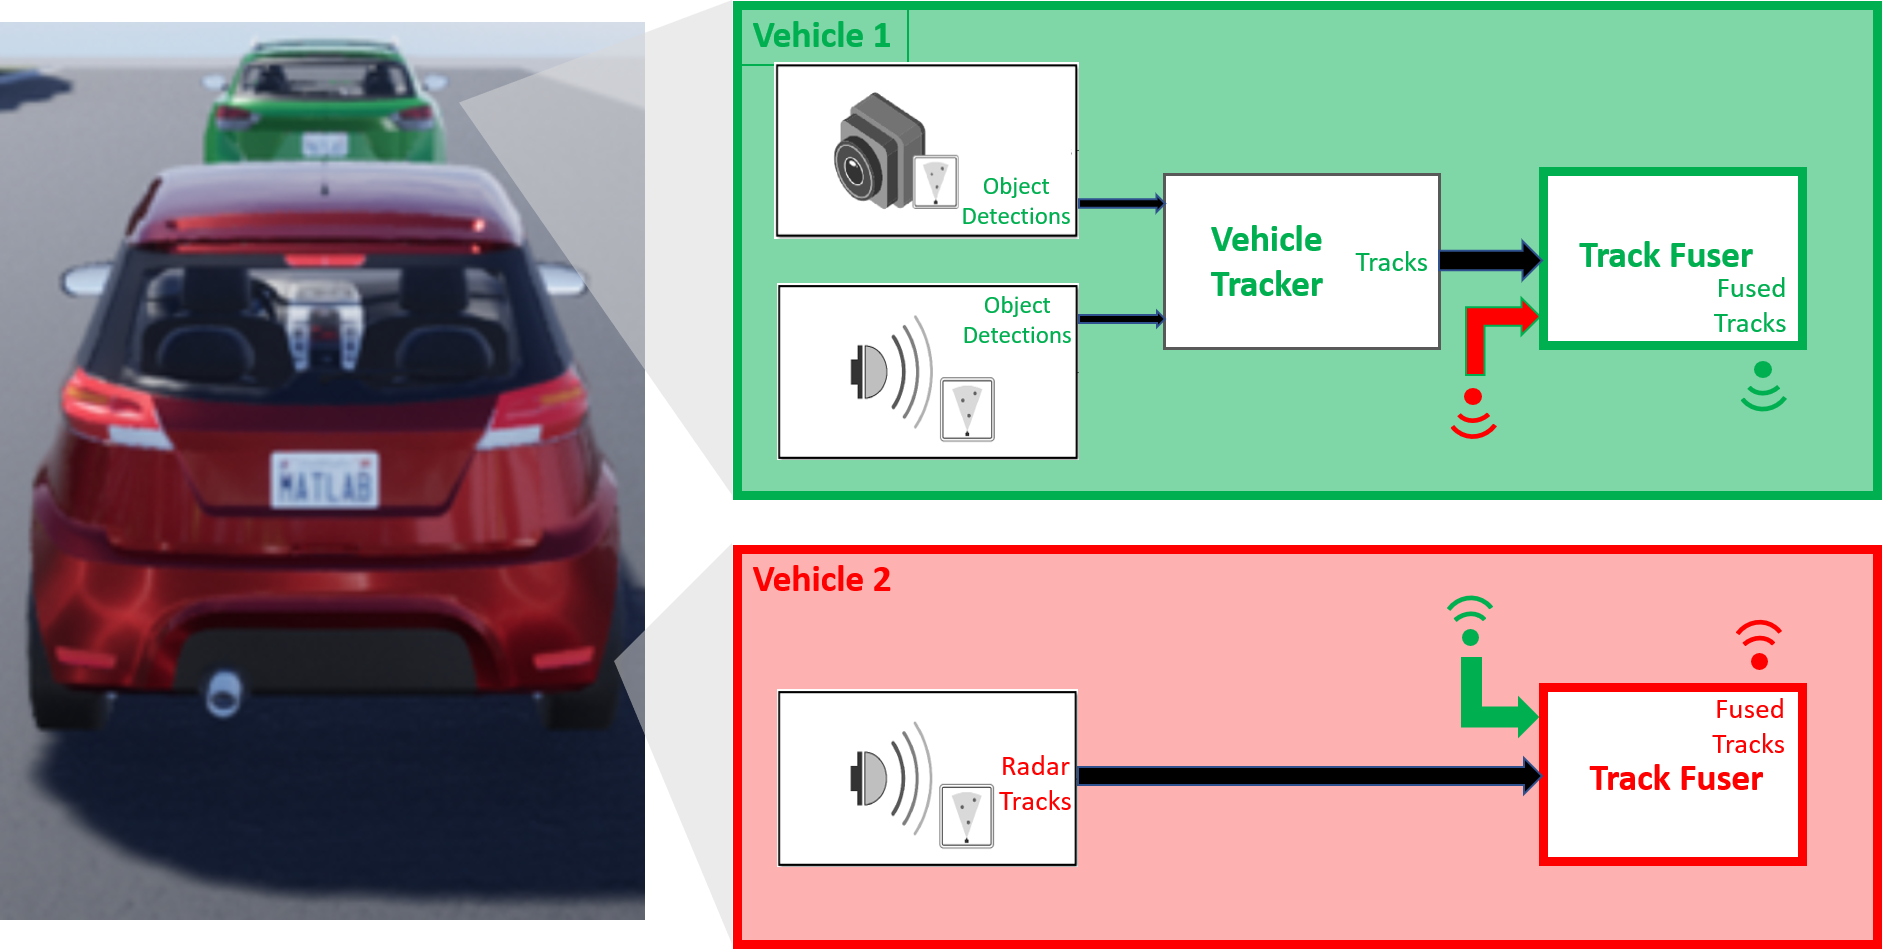 Vehicle 1
Object
Detections
Object
Detections
Vehicle
Tracker
Tracks
Track Fuser
Fused
Tracks
MATLAB
Vehicle 2
Radar
Tracks
Fused
Tracks
Track Fuser